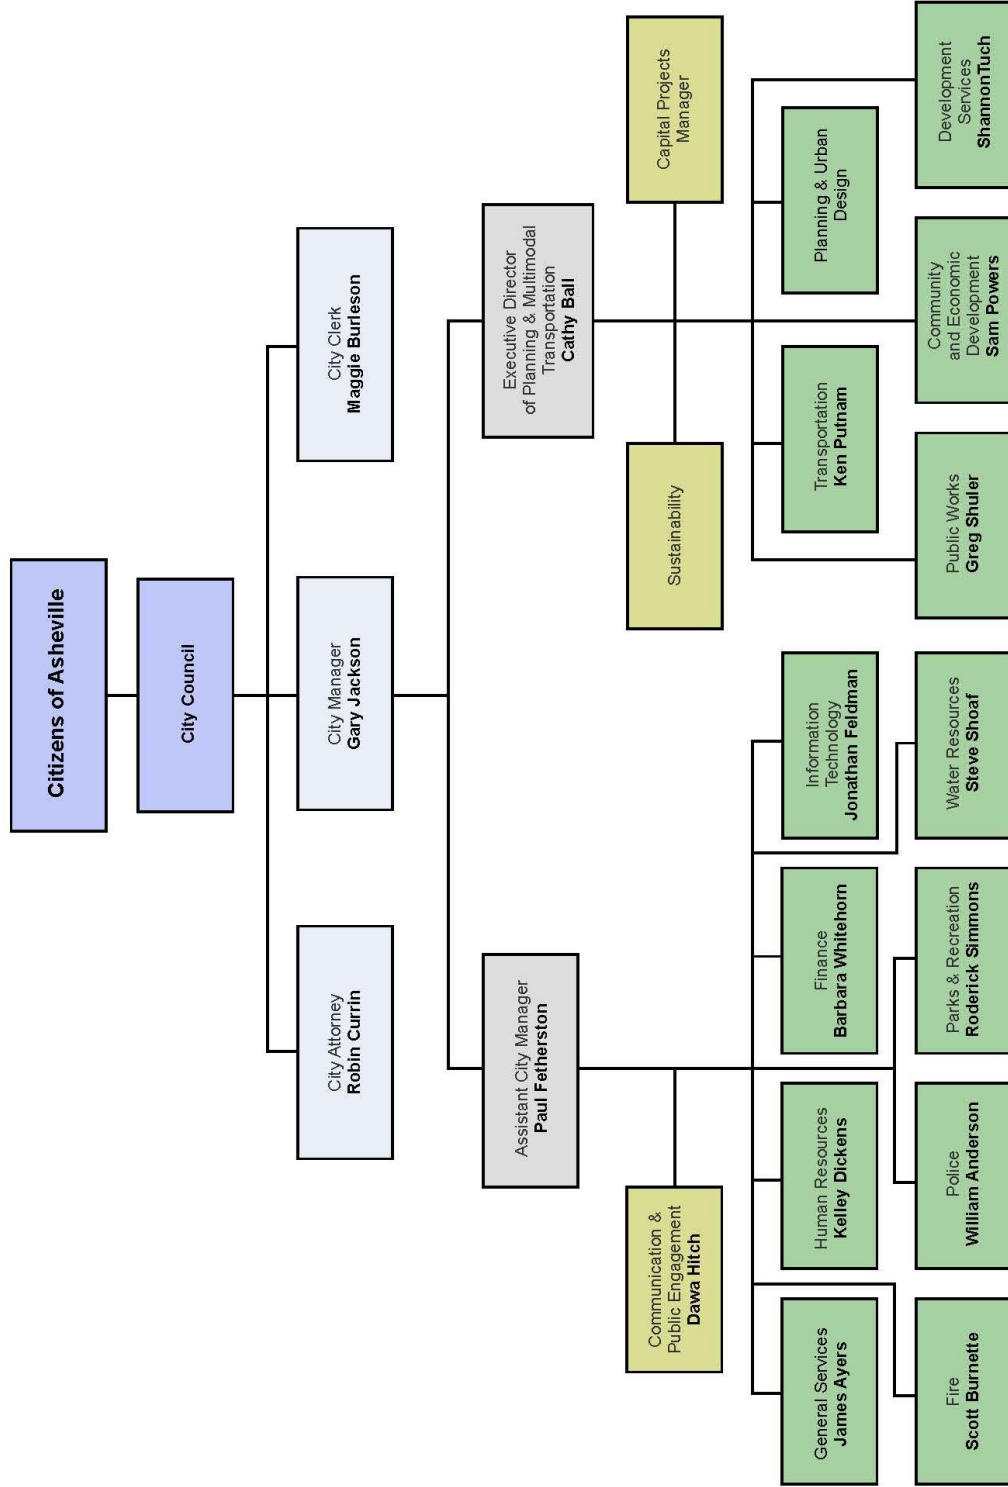 Citizens of Asheville
City Council
City Attorney
Robin Currin
City Manager
Gary Jackson
City Clerk
Maggie Burleson
Assistant City Manager
Paul Fetherston
Executive Director
of Planning & Multimodal
Transportation
Cathy Ball
Communication &
Public Engagement
Dawa Hitch
Sustainability
Capital Projects
Manager
General Services
James Ayers
Human Resources
Kelley Dickens
Finance
Barbara Whitehorn
Information
Technology
Jonathan Feldman
Transportation
Ken Putnam
Planning & Urban
Design
Fire
Scott Burnette
Police
William Anderson
Parks & Recreation
Roderick Simmons
Water Resources
Steve Shoaf
Public Works
Greg Shuler
Community
and Economic
Development
Sam Powers
Development
Services
ShannonTuch